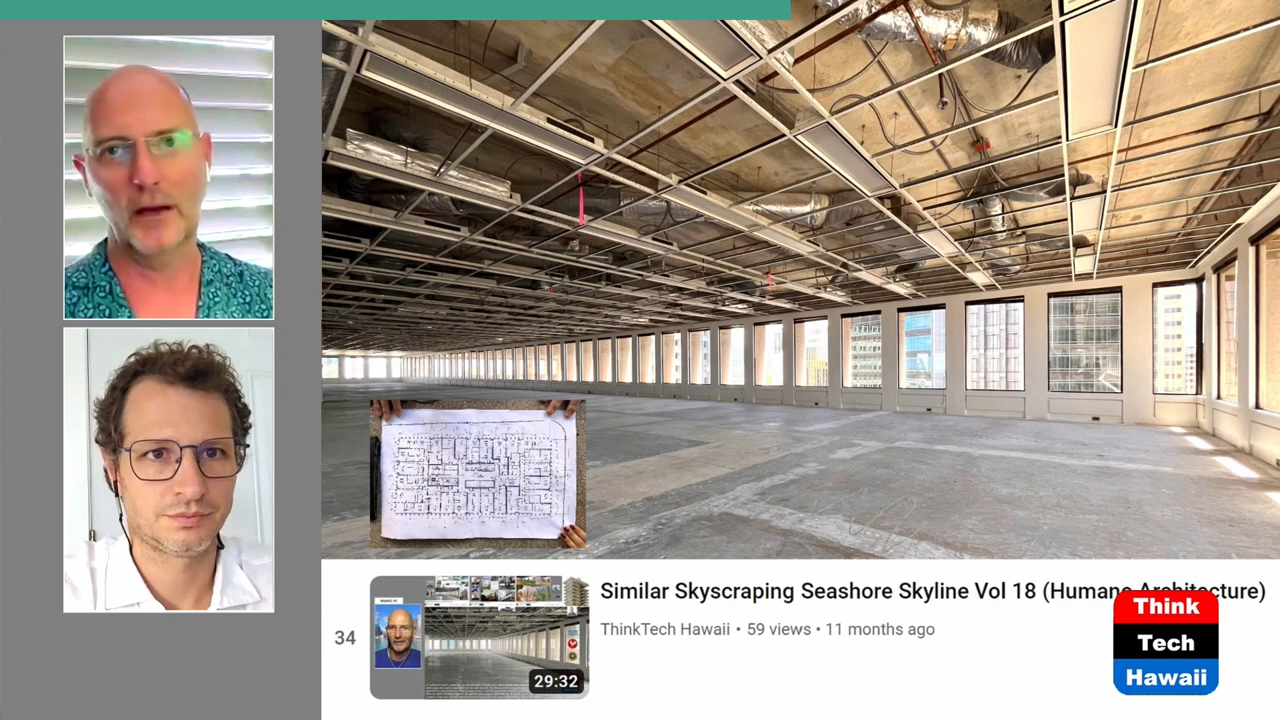 34
29:32
Similar Skyscraping Seashore Skyline Vol 18 (Humane Architecture)
ThinkTech Hawaii • 59 views • 11 months ago
Think
Tech
Hawaii